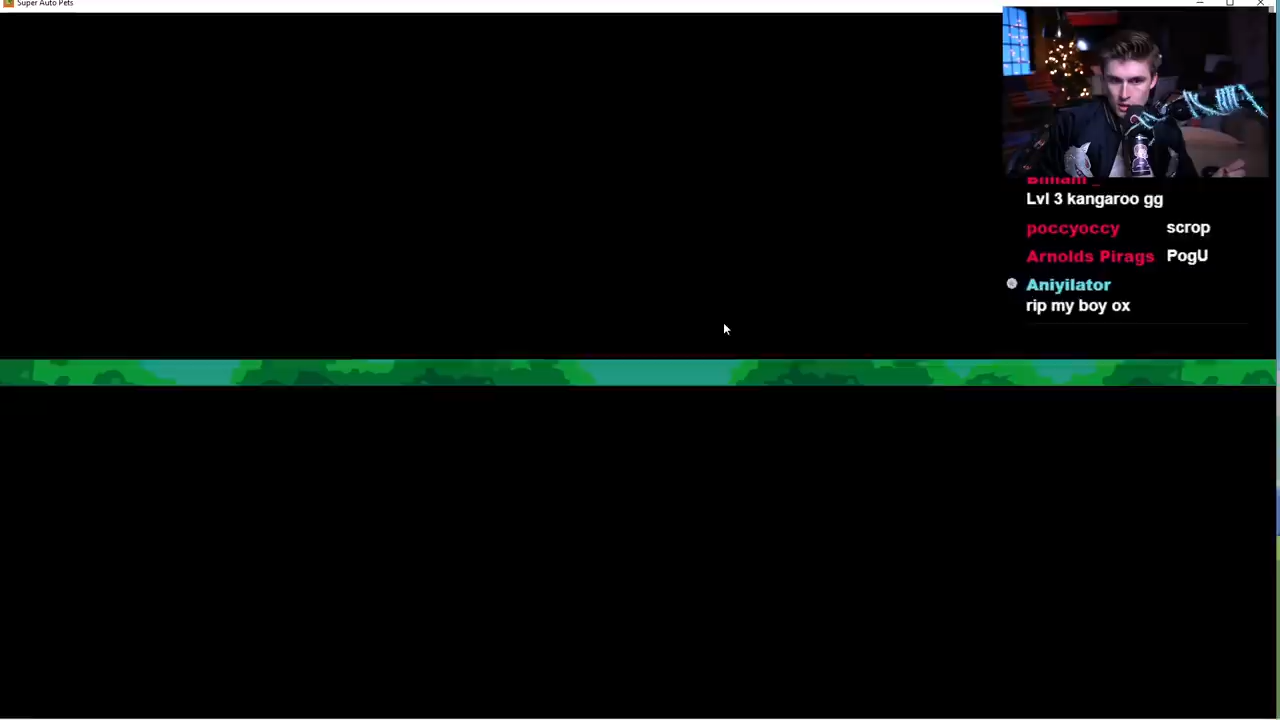 Super Auto Pets
Lvl 3 kangaroo gg
poccyoccy scrop
Arnolds Pirags PogU
Aniyilator
rip my boy ox